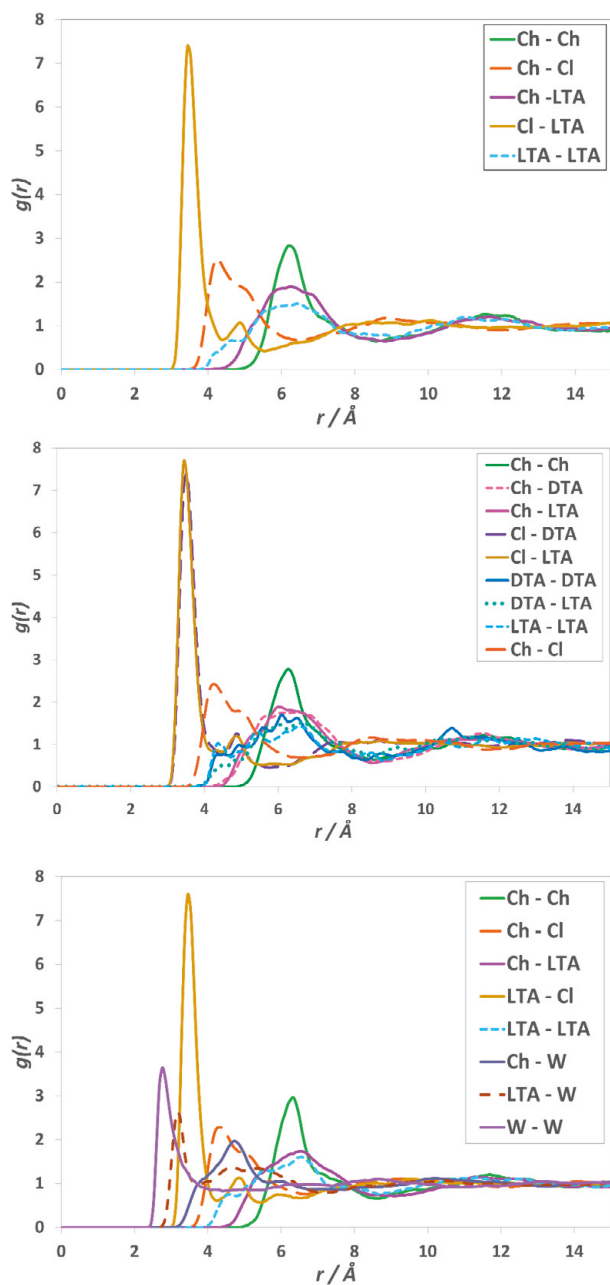 8
7
6
5
4
3
2
1
0
g(r)
0 2 4 6 8 10 12 14
r / Å
Ch - Ch
Ch - Cl
Ch -LTA
Cl - LTA
LTA - LTA
8
7
6
5
4
3
2
1
0
g(r)
0 2 4 6 8 10 12 14
r / Å
Ch - Ch
Ch - DTA
Ch - LTA
Cl - DTA
Cl - LTA
DTA - DTA
DTA - LTA
LTA - LTA
Ch - Cl
8
7
6
5
4
3
2
1
0
g(r)
0 2 4 6 8 10 12 14
r / Å
Ch - Ch
Ch - Cl
Ch - LTA
LTA - Cl
LTA - LTA
Ch - W
LTA - W
W - W